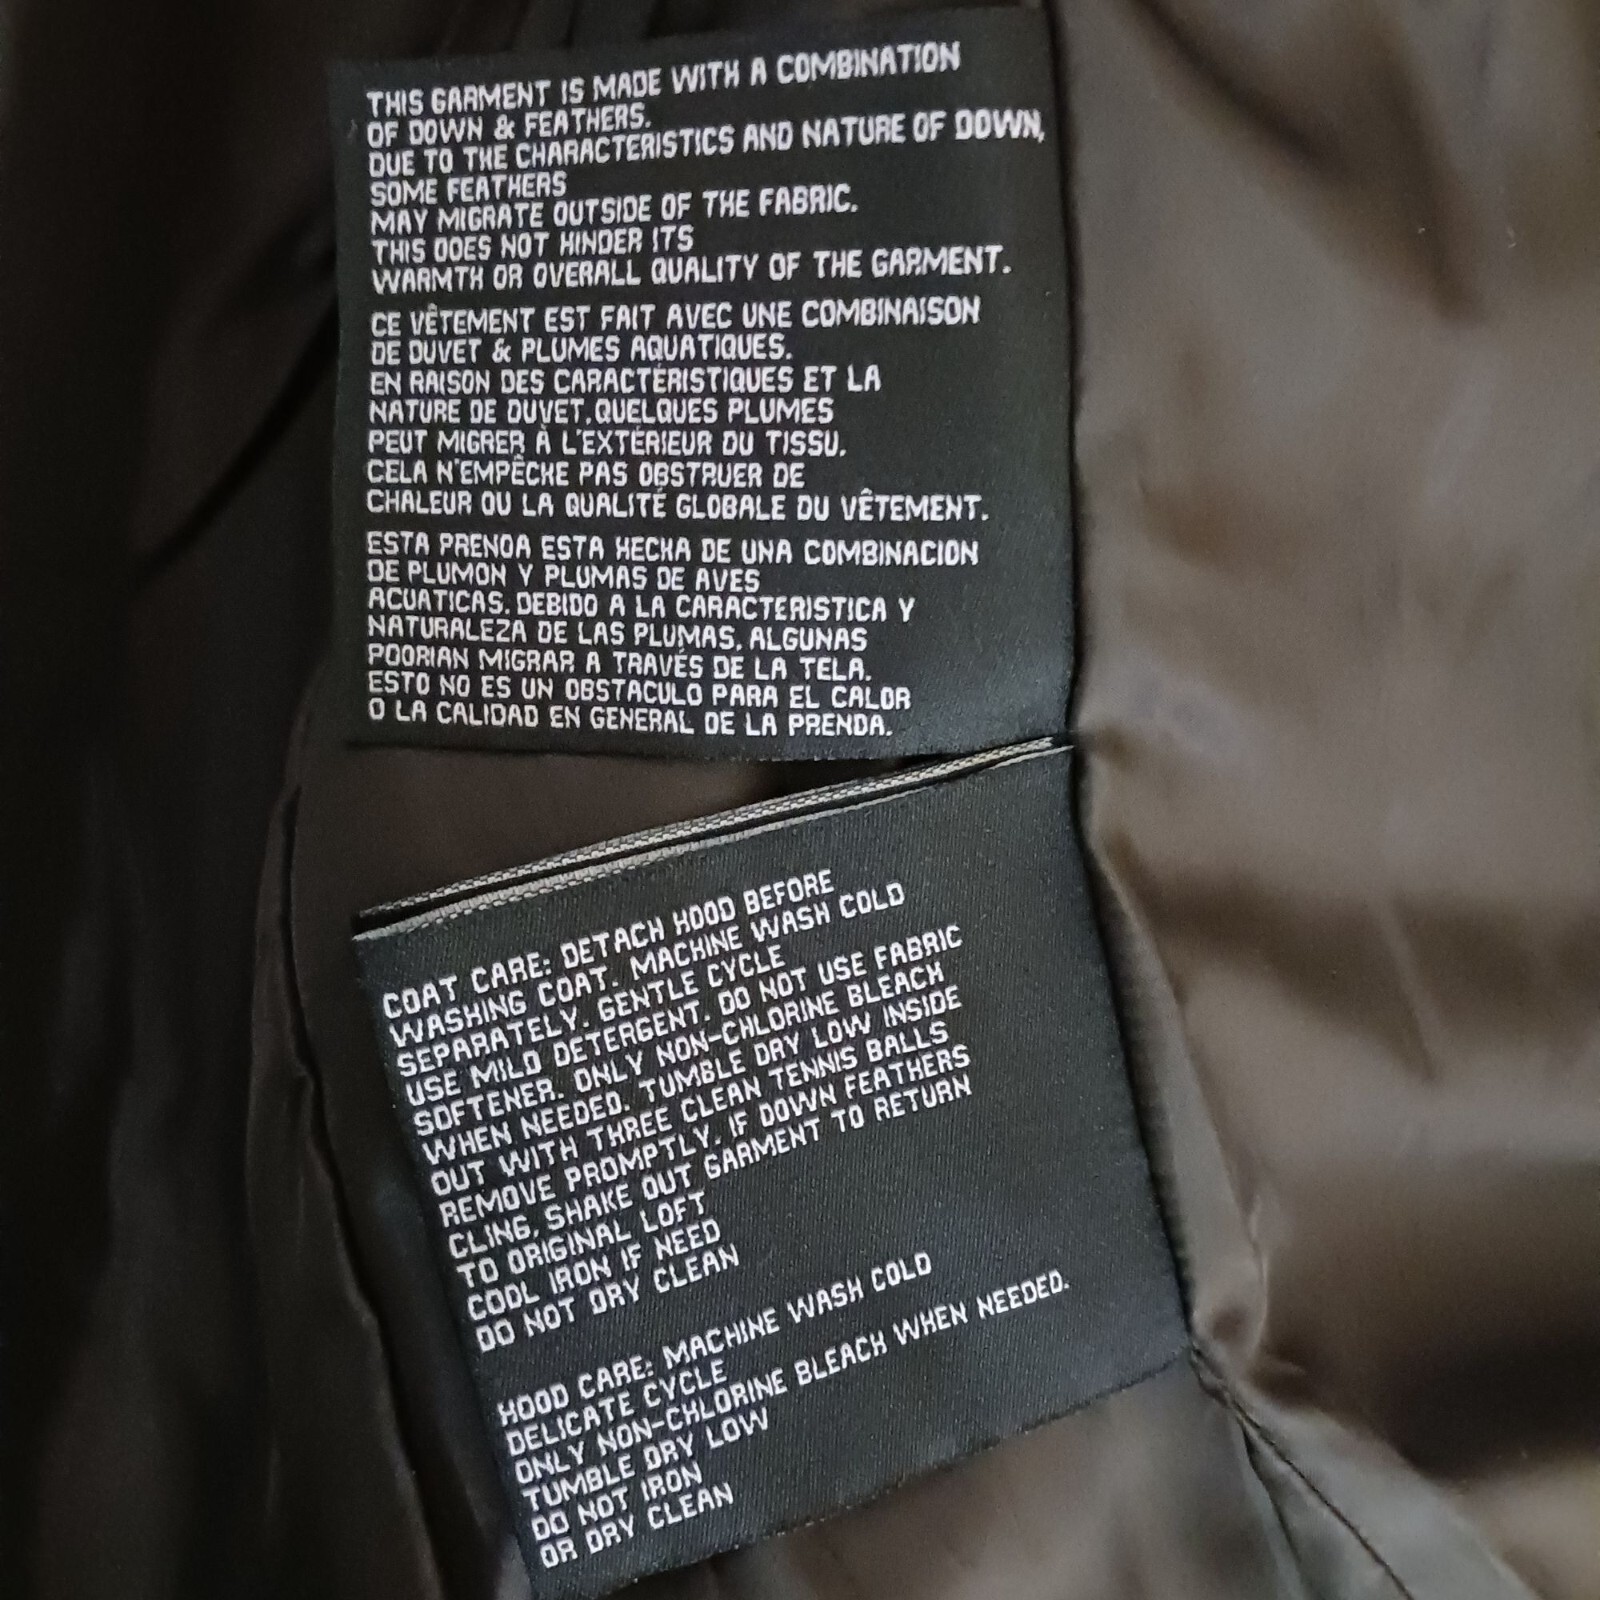 THIS GARMENT IS MADE WITH A COMBINATION
OF DOWN & FEATHERS.
DUE TO THE CHARACTERISTICS AND NATURE OF DOWN,
SOME FEATHERS
MAY MIGRATE OUTSIDE OF THE FABRIC.
THIS DOES NOT HINDER ITS
WARMTH OR OVERALL QUALITY OF THE GARMENT.
CE VÊTEMENT EST FAIT AVEC UNE COMBINAISON
DE DUVET & PLUMES AQUATIQUES.
EN RAISON DES CARACTÉRISTIQUES ET LA
NATURE DE DUVET, QUELQUES PLUMES
PEUT MIGRER À L'EXTÉRIEUR DU TISSU.
CELA N'EMPÊCHE PAS OBSTRUER DE
CHALEUR OU LA QUALITÉ GLOBALE DU VÊTEMENT.
ESTA PRENDA ESTA HECHA DE UNA COMBINACION
DE PLUMON Y PLUMAS DE AVES
ACUATICAS. DEBIDO A LA CARACTERISTICA Y
NATURALEZA DE LAS PLUMAS, ALGUNAS
PODRIAN MIGRAR A TRAVÉS DE LA TELA.
ESTO NO ES UN OBSTACULO PARA EL CALOR
O LA CALIDAD EN GENERAL DE LA PRENDA.
COAT CARE: DETACH HOOD BEFORE
WASHING COAT. MACHINE WASH COLD
SEPARATELY. GENTLE CYCLE
USE MILD DETERGENT. DO NOT USE FABRIC
SOFTENER. ONLY NON-CHLORINE BLEACH
WHEN NEEDED. TUMBLE DRY LOW INSIDE
OUT WITH THREE CLEAN TENNIS BALLS
REMOVE PROMPTLY. IF DOWN FEATHERS
CLING, SHAKE OUT GARMENT TO RETURN
TO ORIGINAL LOFT
COOL IRON IF NEED
DO NOT DRY CLEAN
HOOD CARE: MACHINE WASH COLD
DELICATE CYCLE
ONLY NON-CHLORINE BLEACH WHEN NEEDED.
TUMBLE DRY LOW
DO NOT IRON
OR DRY CLEAN